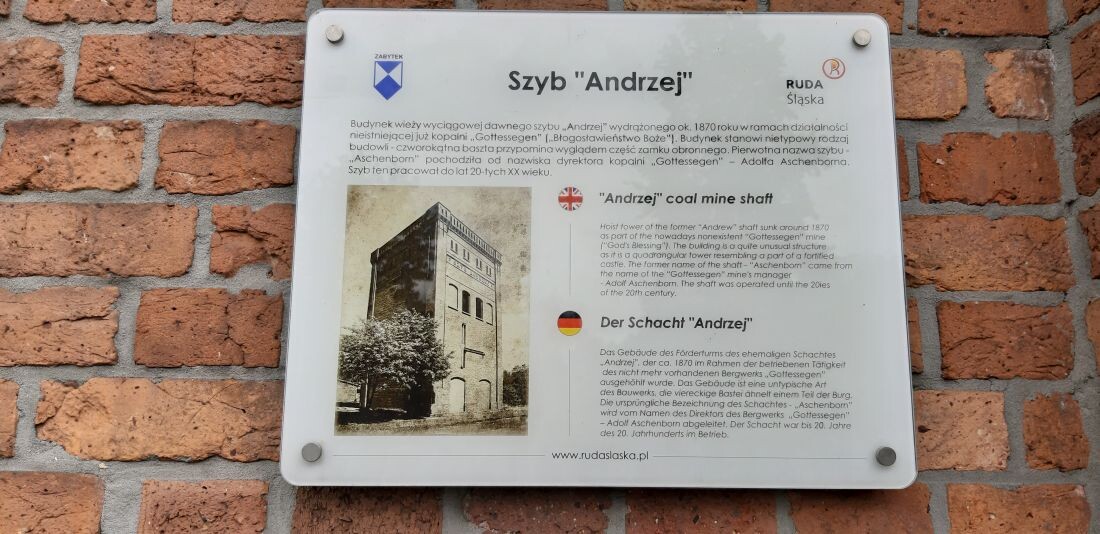 ZABYTEK
Szyb "Andrzej"
RUDA
Śląska
Budynek wieży wyciągowej dawnego szybu „Andrzej" wydrążonego ok. 1870 roku w ramach działalności
nieistniejącej już kopalni „Gottessegen" („Błogosławieństwo Boże"). Budynek stanowi nietypowy rodzaj
budowli - czworokątna baszta przypomina wyglądem część zamku obronnego. Pierwotna nazwa szybu -
„Aschenborn" pochodziła od nazwiska dyrektora kopalni „Gottessegen" – Adolfa Aschenborna.
Szyb ten pracował do lat 20-tych XX wieku.
"Andrzej" coal mine shaft
Hoist tower of the former "Andrew" shaft sunk around 1870
as part of the nowadays nonexistent "Gottessegen" mine
("God's Blessing"). The building is a quite unusual structure
as it is a quadrangular tower resembling a part of a fortified
castle. The former name of the shaft - "Aschenborn" came from
the name of the "Gottessegen" mine's manager
- Adolf Aschenborn. The shaft was operated until the 20ies
of the 20th century.
Der Schacht "Andrzej"
Das Gebäude des Förderturms des ehemaligen Schachtes
„Andrzej", der ca. 1870 im Rahmen der betriebenen Tätigkeit
des nicht mehr vorhandenen Bergwerks „Gottessegen"
ausgehöhlt wurde. Das Gebäude ist eine untypische Art
des Bauwerks, die viereckige Bastei ähnelt einem Teil der Burg.
Die ursprüngliche Bezeichnung des Schachtes - „Aschenborn"
wird vom Namen des Direktors des Bergwerks „Gottessegen"
– Adolf Aschenborn abgeleitet. Der Schacht war bis 20. Jahre
des 20. Jahrhunderts im Betrieb.
www.rudaslaska.pl